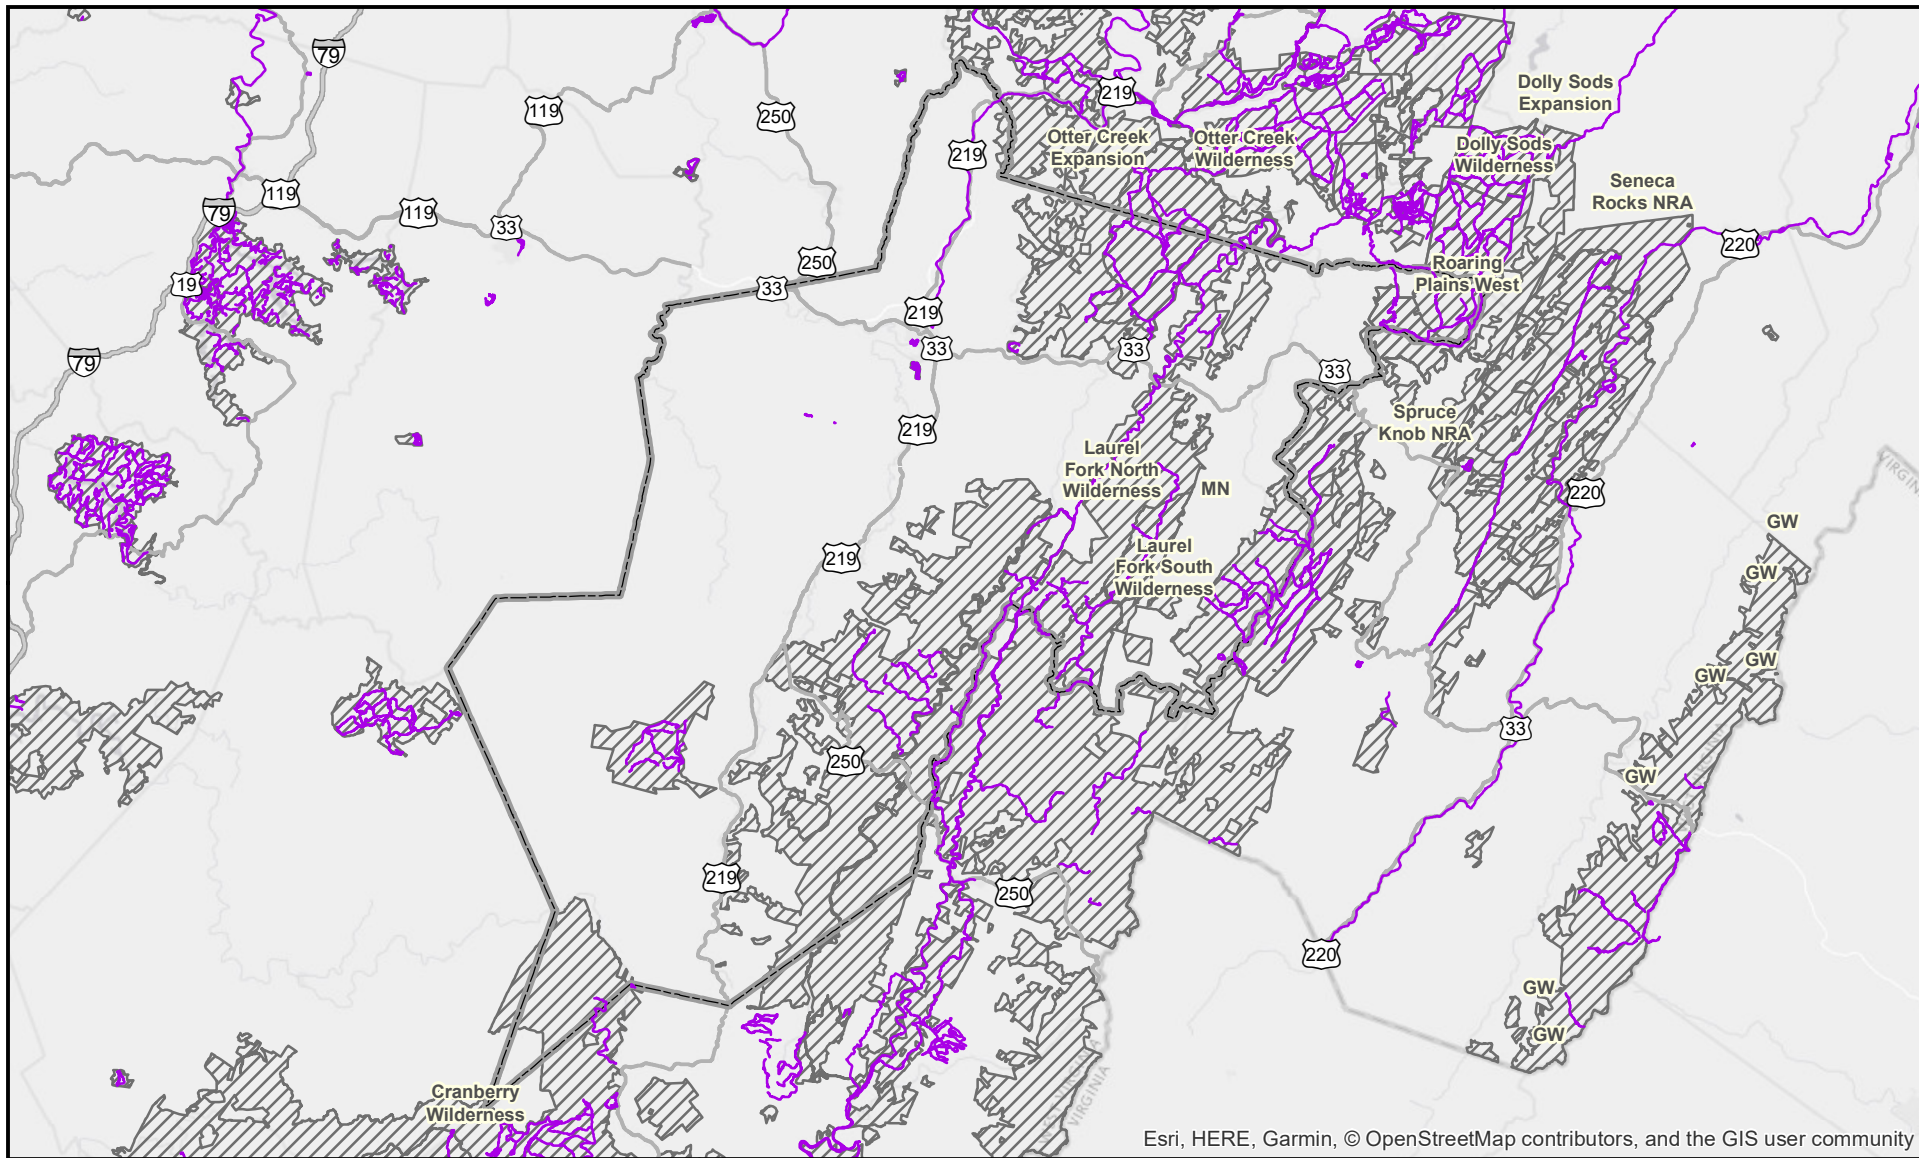 79
119
250
219
Dolly Sods
Expansion
Otter Creek
Expansion
Otter Creek
Wilderness
Dolly Sods
Wilderness
219
119
79
119
33
Seneca
Rocks NRA
220
250
33
19
Roaring
Plains West
219
33
33
33
79
219
Spruce
Knob NRA
Laurel
Fork North
Wilderness
MN
220
VIRGIN
GW
219
Laurel
Fork South
Wilderness
GW
GW
GW
33
250
GW
219
250
220
GW
GW
Cranberry
Wilderness
VIRGINIA
Esri, HERE, Garmin, © OpenStreetMap contributors, and the GIS user community